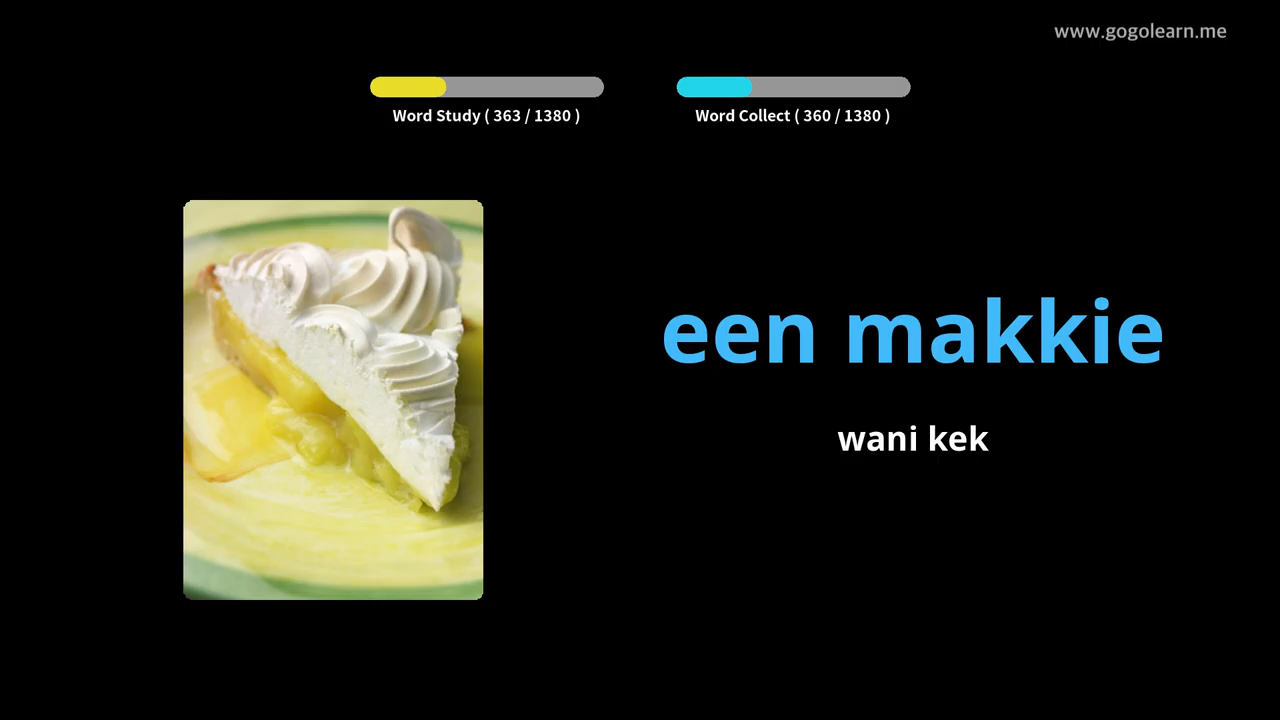 www.gogolearn.me
Word Study ( 363 / 1380 )
Word Collect ( 360 / 1380 )
een makkie
wani kek